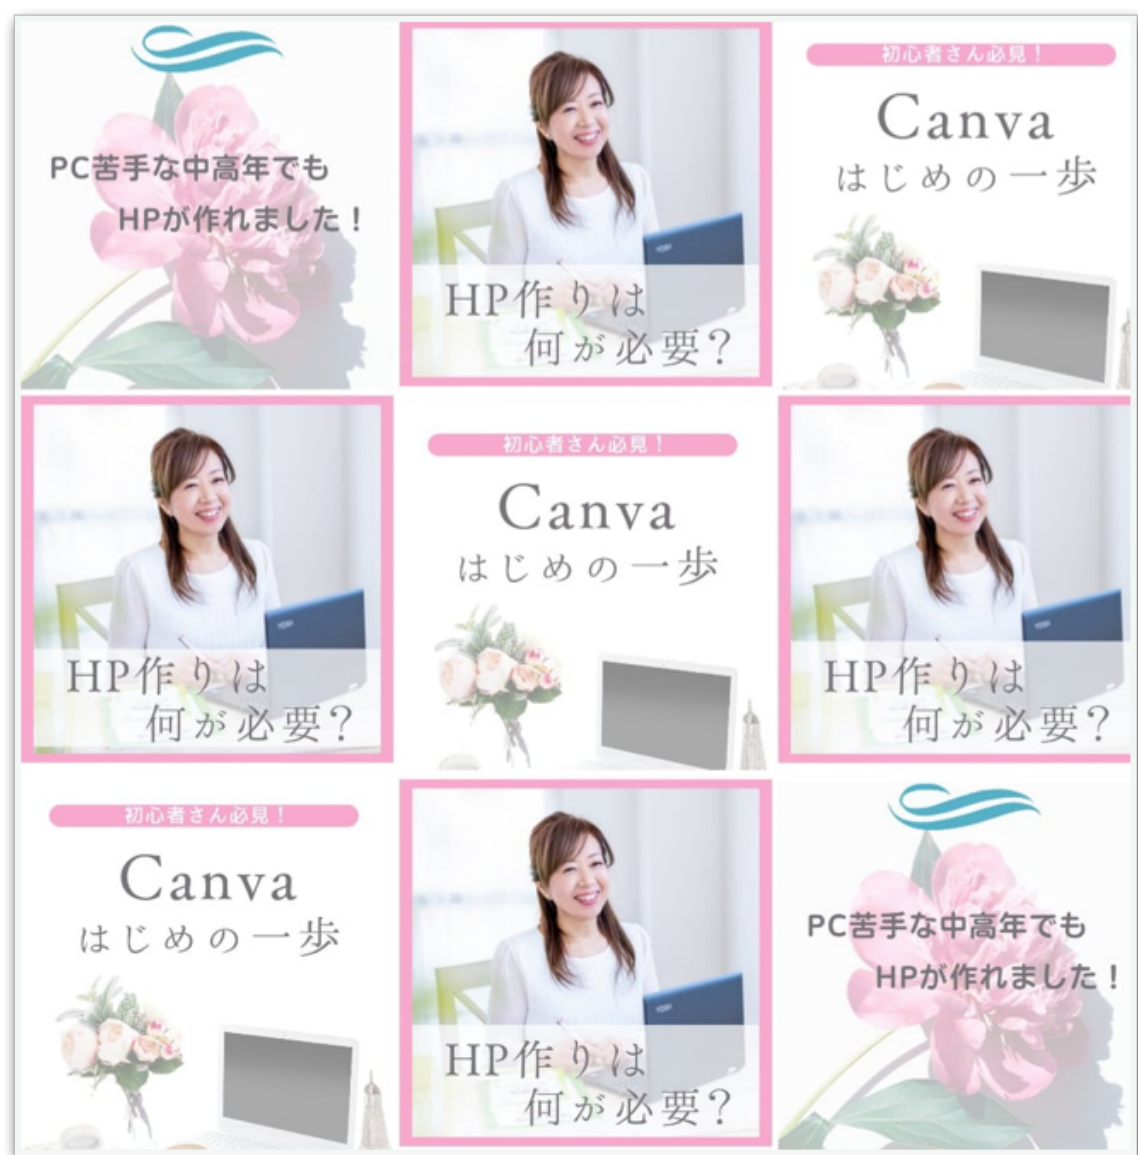 PC苦手な中高年でも
HPが作れました！
HP作りは
何が必要?
初心者さん必見！
Canva
はじめの一歩
HP作りは
何が必要?
初心者さん必見！
Canva
はじめの一歩
HP作りは
何が必要?
初心者さん必見！
Canva
はじめの一歩
HP作りは
何が必要?
PC苦手な中高年でも
HPが作れました！